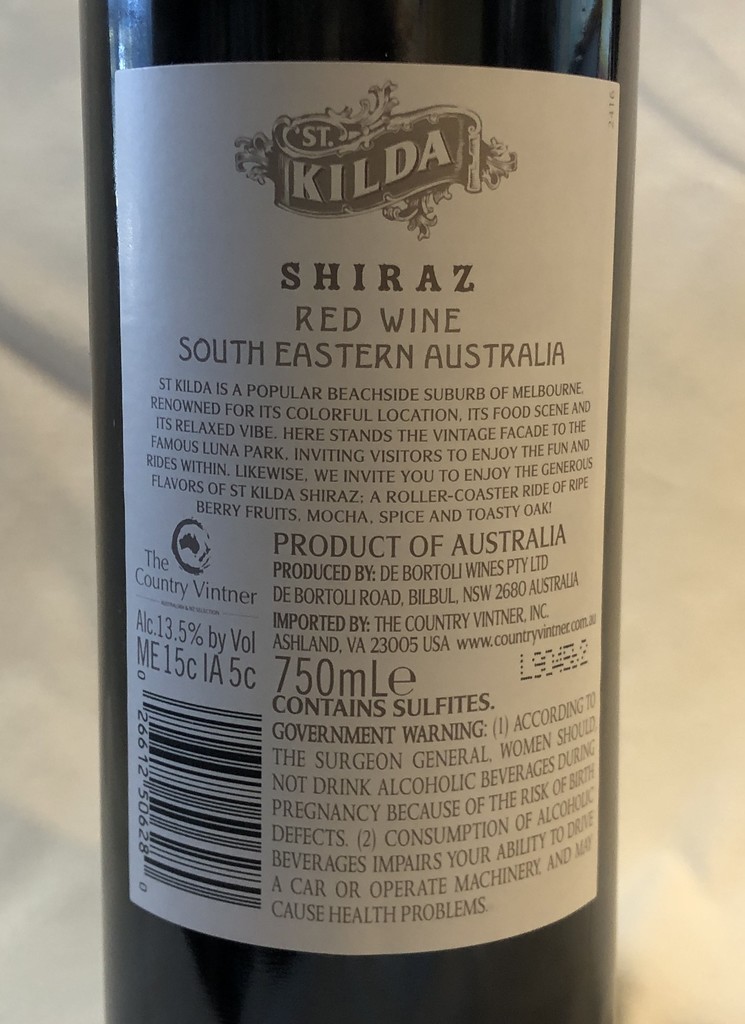 2416
ST.
KILDA
SHIRAZ
RED WINE
SOUTH EASTERN AUSTRALIA
ST KILDA IS A POPULAR BEACHSIDE SUBURB OF MELBOURNE,
RENOWNED FOR ITS COLORFUL LOCATION, ITS FOOD SCENE AND
ITS RELAXED VIBE. HERE STANDS THE VINTAGE FACADE TO THE
FAMOUS LUNA PARK, INVITING VISITORS TO ENJOY THE FUN AND
RIDES WITHIN. LIKEWISE, WE INVITE YOU TO ENJOY THE GENEROUS
FLAVORS OF ST KILDA SHIRAZ; A ROLLER-COASTER RIDE OF RIPE
BERRY FRUITS, MOCHA, SPICE AND TOASTY OAK!
The
Country Vintner
Alc.13.5% by Vol
ME15c IA 5c
0 26612 50628 0
PRODUCT OF AUSTRALIA
PRODUCED BY: DE BORTOLI WINES PTY LTD
DE BORTOLI ROAD, BILBUL, NSW 2680 AUSTRALIA
IMPORTED BY: THE COUNTRY VINTNER, INC.
ASHLAND, VA 23005 USA www.countryvintner.com.au
750mLe
CONTAINS SULFITES.
GOVERNMENT WARNING: (1) ACCORDING TO
THE SURGEON GENERAL, WOMEN SHOULD
NOT DRINK ALCOHOLIC BEVERAGES DURING
PREGNANCY BECAUSE OF THE RISK OF BIRTH
DEFECTS. (2) CONSUMPTION OF ALCOHOLIC
BEVERAGES IMPAIRS YOUR ABILITY TO DRIVE
A CAR OR OPERATE MACHINERY, AND MAY
CAUSE HEALTH PROBLEMS.